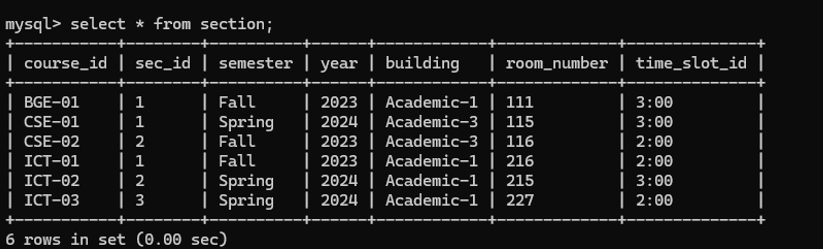 mysql> select * from section;
+-----------+--------+----------+------+------------+-------------+--------------+
| course_id | sec_id | semester | year | building   | room_number | time_slot_id |
+-----------+--------+----------+------+------------+-------------+--------------+
| BGE-01    | 1      | Fall     | 2023 | Academic-1 | 111         | 3:00         |
| CSE-01    | 1      | Spring   | 2024 | Academic-3 | 115         | 3:00         |
| CSE-02    | 2      | Fall     | 2023 | Academic-3 | 116         | 2:00         |
| ICT-01    | 1      | Fall     | 2023 | Academic-1 | 216         | 2:00         |
| ICT-02    | 2      | Spring   | 2024 | Academic-1 | 215         | 3:00         |
| ICT-03    | 3      | Spring   | 2024 | Academic-1 | 227         | 2:00         |
+-----------+--------+----------+------+------------+-------------+--------------+
6 rows in set (0.00 sec)